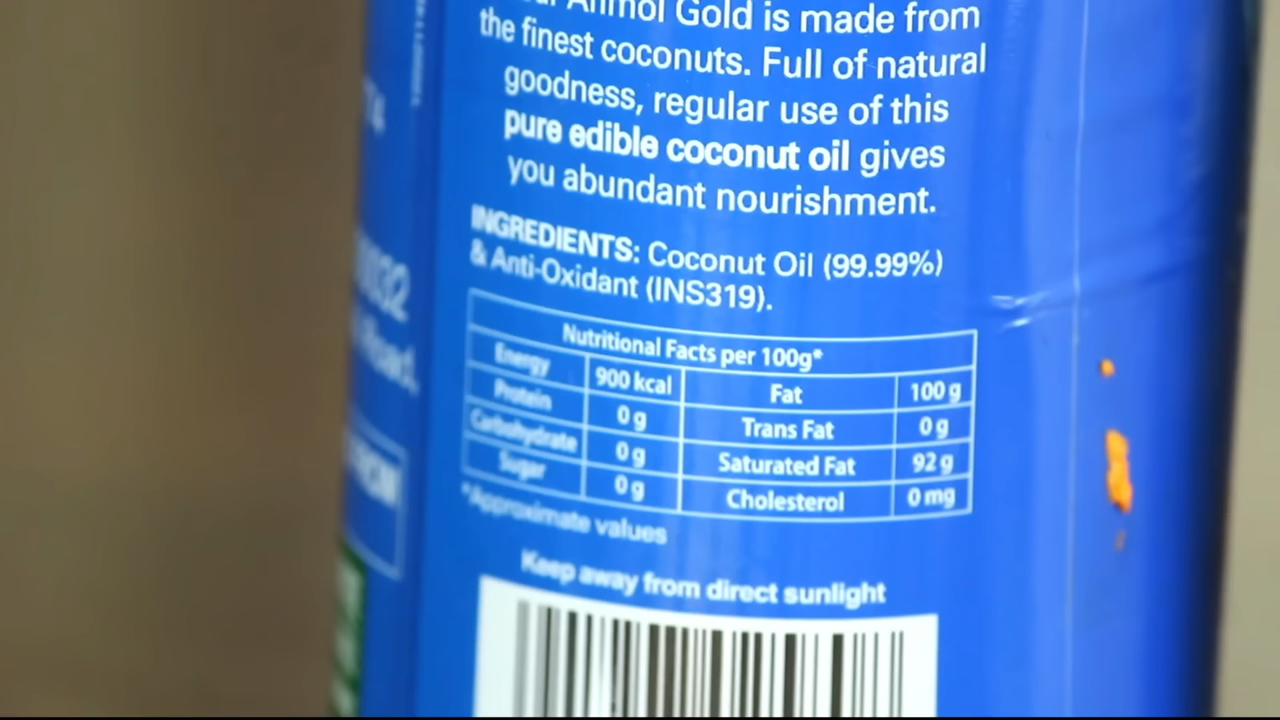 Anmol Gold is made from
the finest coconuts. Full of natural
goodness, regular use of this
pure edible coconut oil gives
you abundant nourishment.
INGREDIENTS: Coconut Oil (99.99%)
& Anti-Oxidant (INS319).
Nutritional Facts per 100g*
Energy 900 kcal Fat 100 g
Protein 0 g Trans Fat 0 g
Carbohydrate 0 g Saturated Fat 92 g
Sugar 0 g Cholesterol 0 mg
*Approximate values
Keep away from direct sunlight